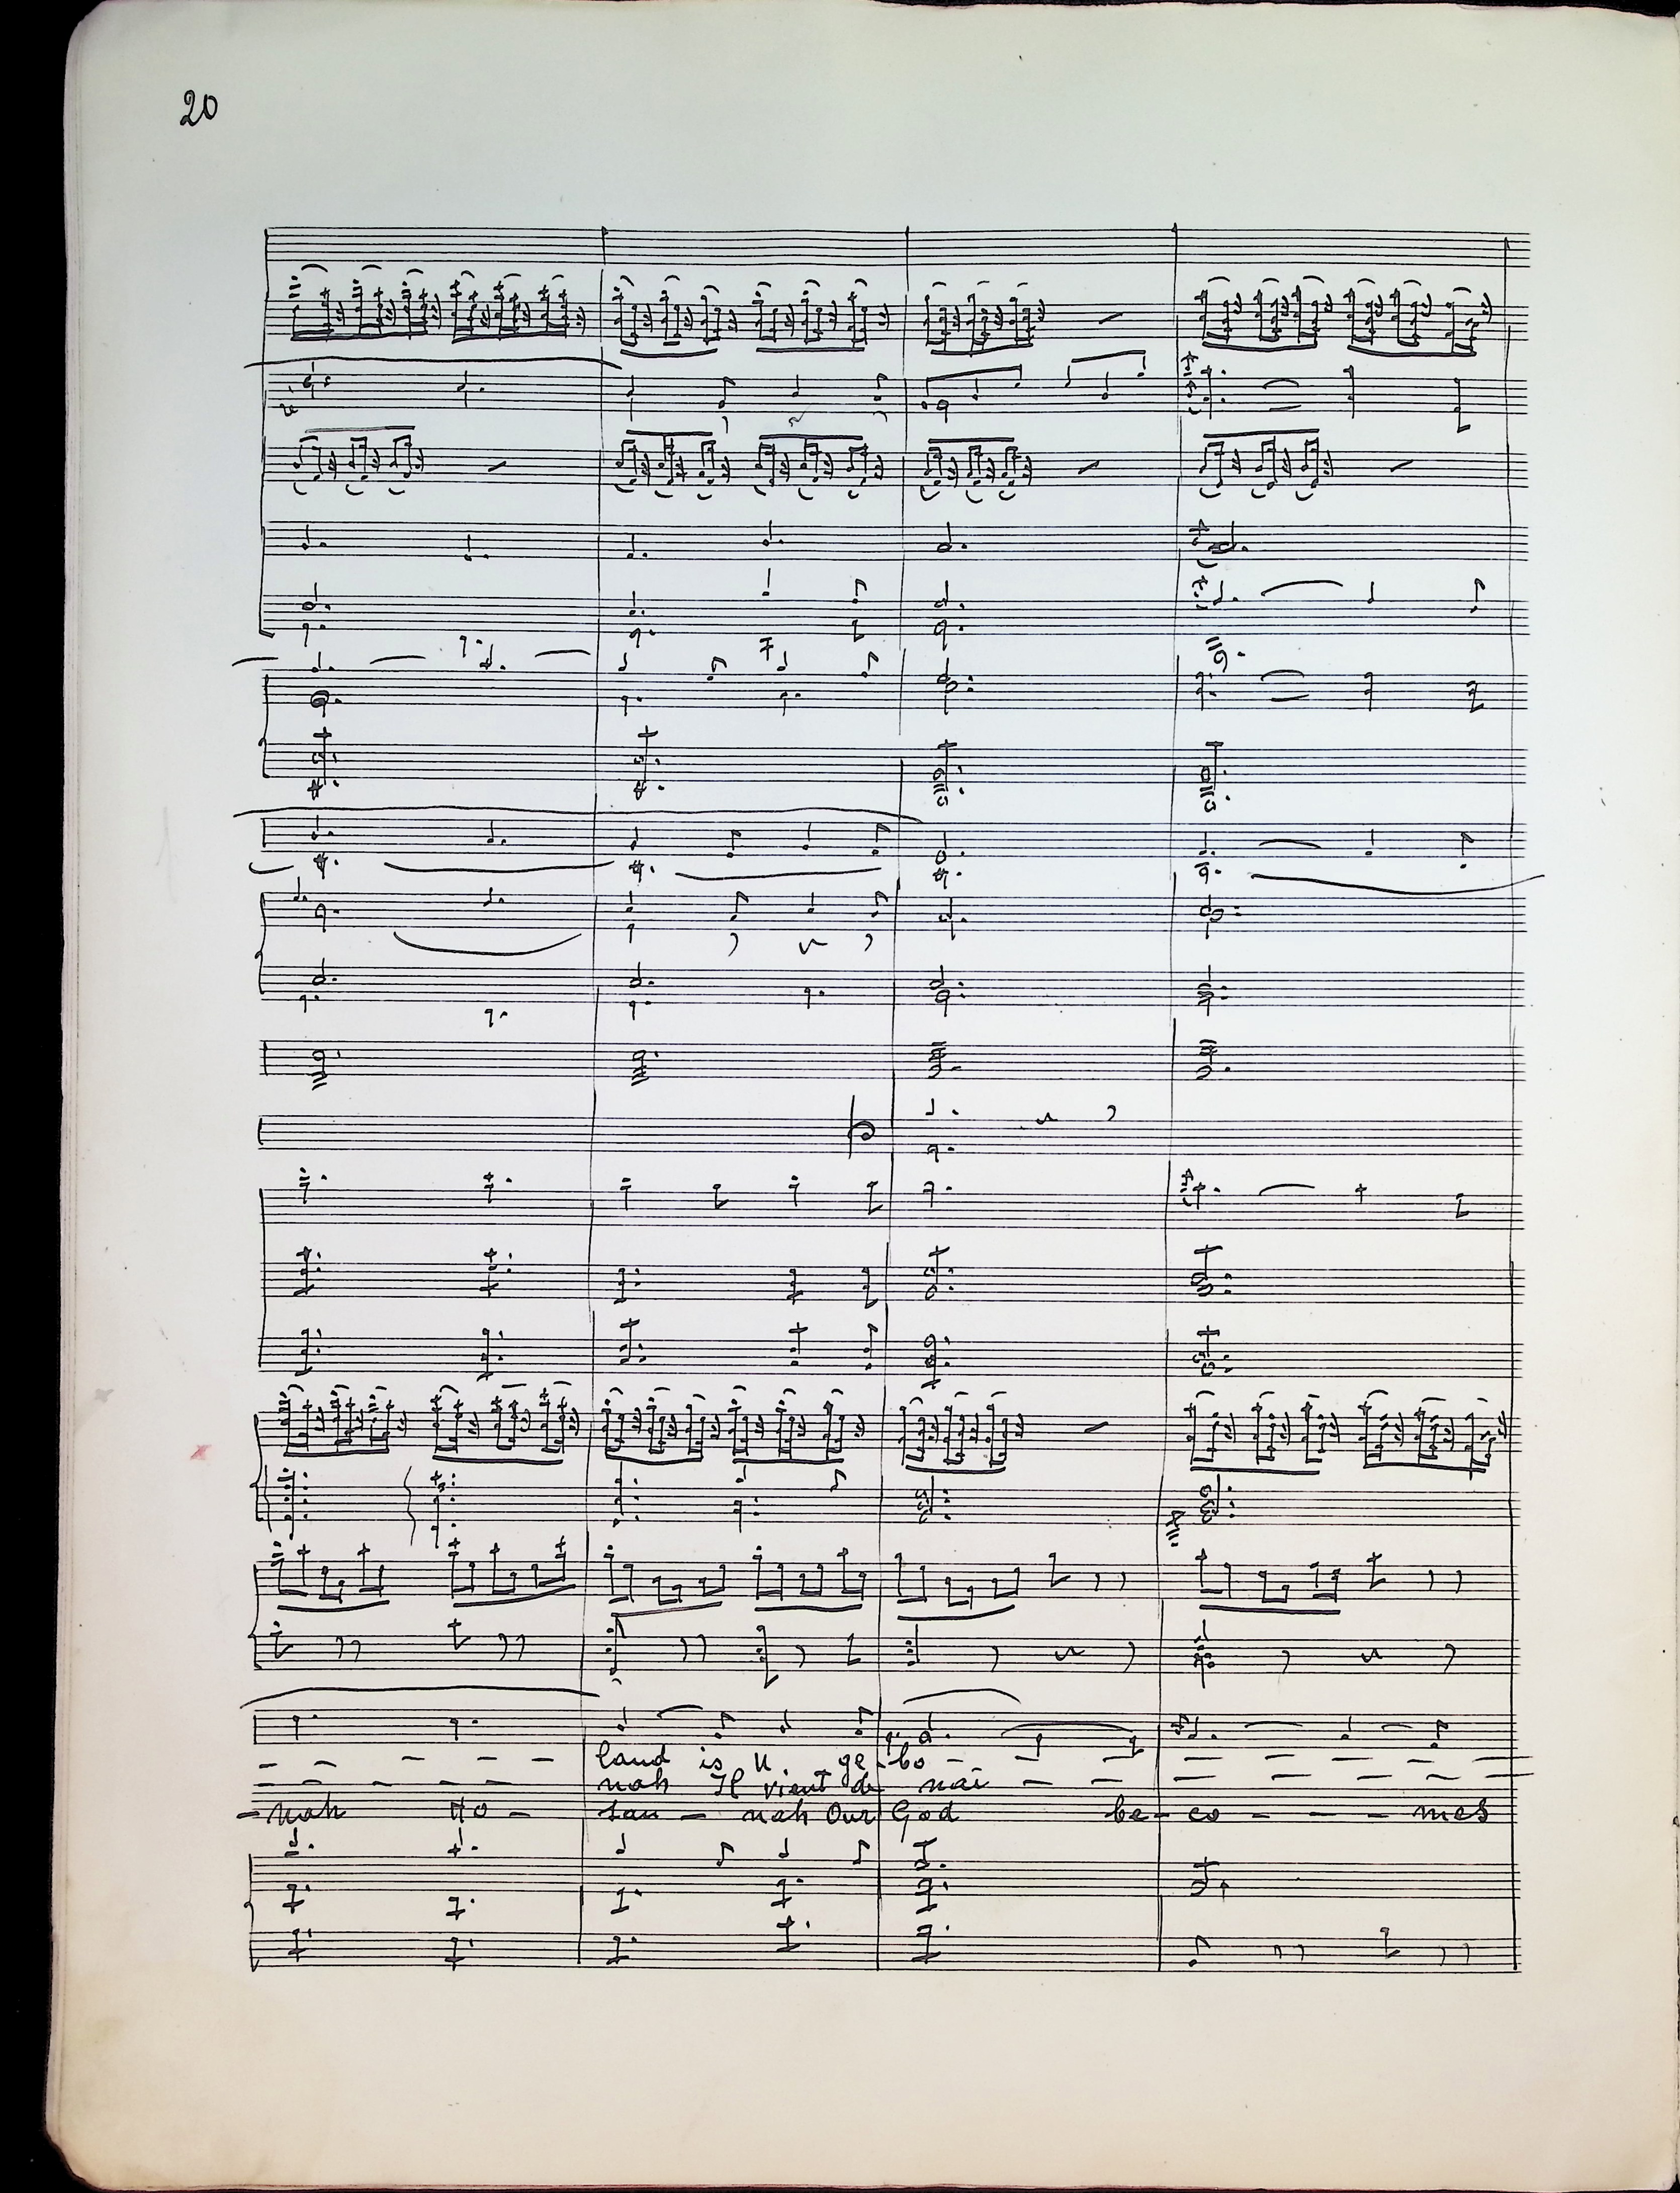 20
land is U ge-bo -
nah Il vient de nai
- nah Ho - san - nah Our God be - co - - - mes